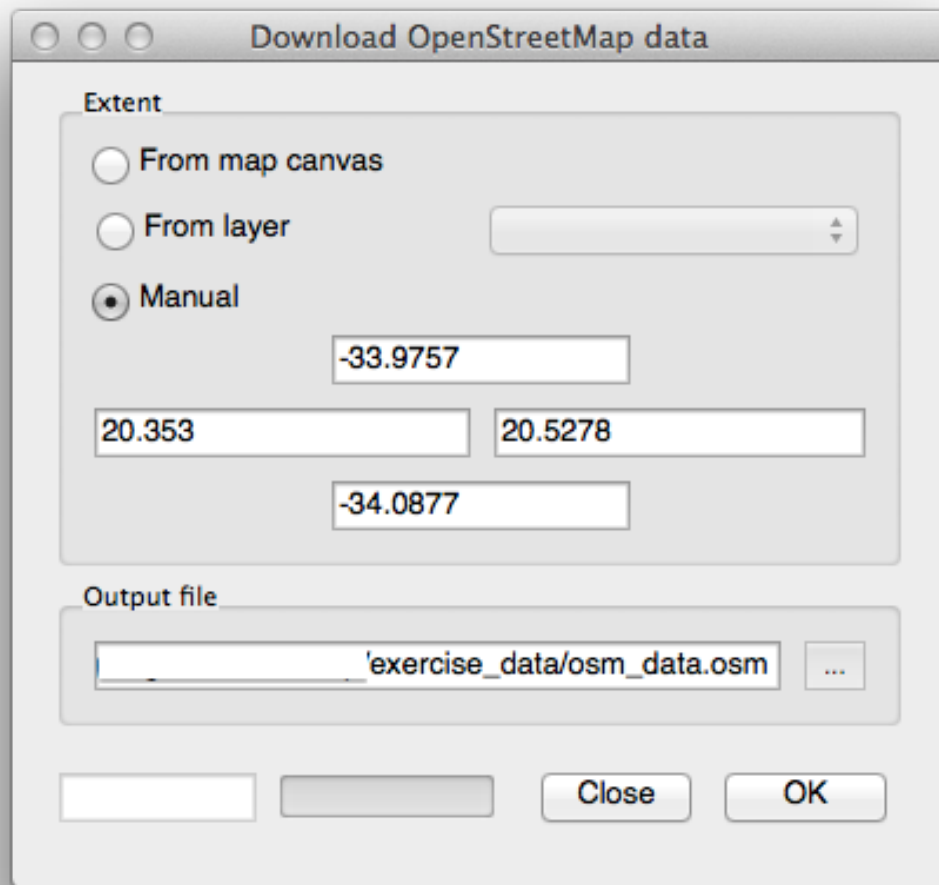 Download OpenStreetMap data
Extent
From map canvas
From layer
Manual
-33.9757
20.353 20.5278
-34.0877
Output file
/exercise_data/osm_data.osm ...
Close OK